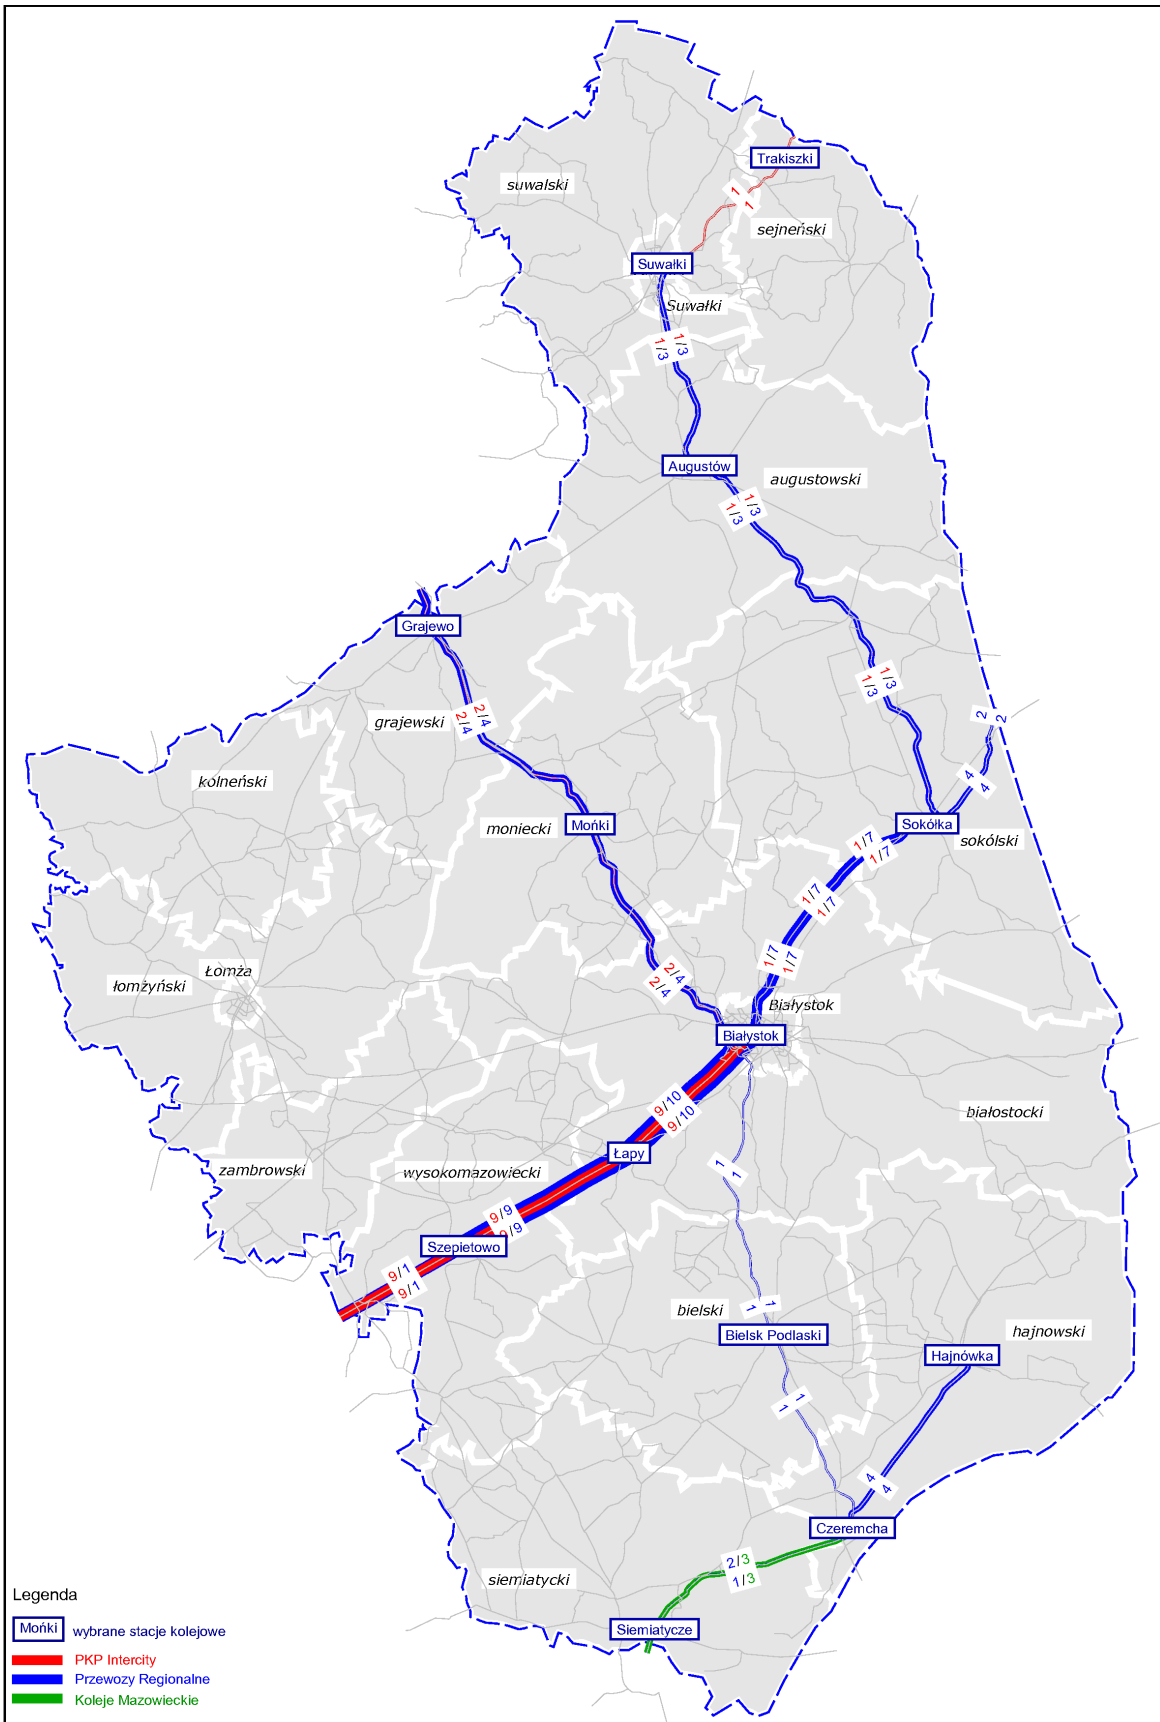 Trakiszki
suwalski
1
1
sejneński
Suwałki
Suwałki
1/3
1/3
Augustów
augustowski
1/3
1/3
Grajewo
1/3
1/3
grajewski
2/4
2/4
2
2
kolneński
4
4
moniecki
Mońki
Sokółka
sokólski
1/7
1/7
1/7
1/7
1/7
1/7
Łomża
łomżyński
2/4
2/4
Białystok
Białystok
9/10
9/10
białostocki
Łapy
zambrowski
wysokomazowiecki
1
1
9/9
9/9
Szepietowo
9/1
9/1
bielski
1
1
Bielsk Podlaski
hajnowski
Hajnówka
1
1
4
4
Czeremcha
2/3
1/3
siemiatycki
Siemiatycze
Legenda
Mońki wybrane stacje kolejowe
PKP Intercity
Przewozy Regionalne
Koleje Mazowieckie